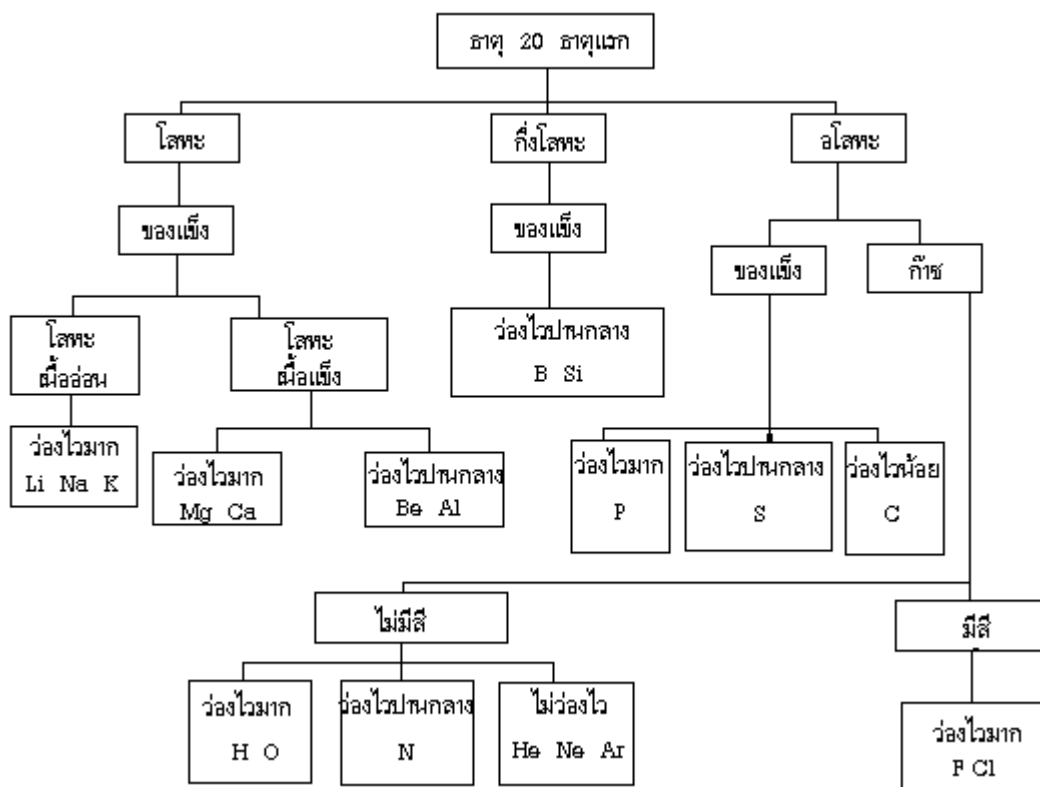 ธาตุ 20 ธาตุแรก
โลหะ
กึ่งโลหะ
อโลหะ
ของแข็ง
ของแข็ง
ของแข็ง
ก๊าซ
โลหะ
เนื้ออ่อน
โลหะ
เนื้อแข็ง
ว่องไวปานกลาง
B Si
ว่องไวมาก
Li Na K
ว่องไวมาก
Mg Ca
ว่องไวปานกลาง
Be Al
ว่องไวมาก
P
ว่องไวปานกลาง
S
ว่องไวน้อย
C
ไม่มีสี
มีสี
ว่องไวมาก
H O
ว่องไวปานกลาง
N
ไม่ว่องไว
He Ne Ar
ว่องไวมาก
F Cl